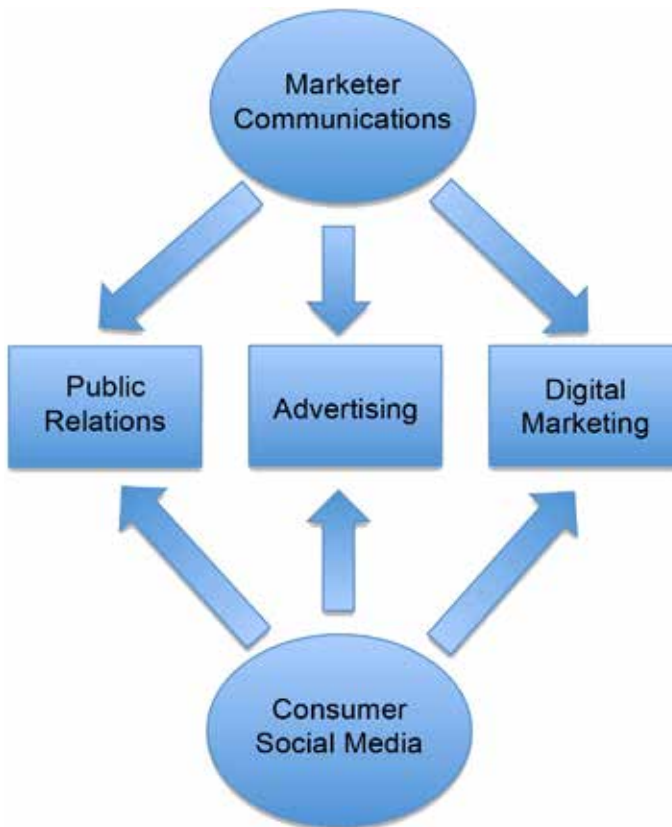 Marketer
Communications
Public
Relations
Advertising
Digital
Marketing
Consumer
Social Media